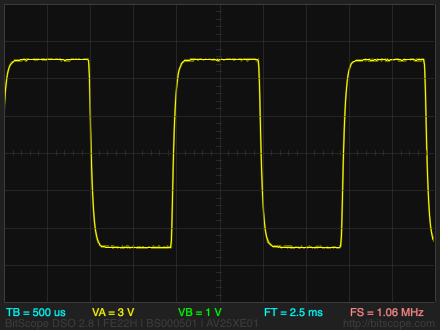 TB = 500 us VA = 3 V VB = 1 V FT = 2.5 ms FS = 1.06 MHz
BitScope DSO 2.8 | FE22H | BS000501 | AV25XE01 http://bitscope.com